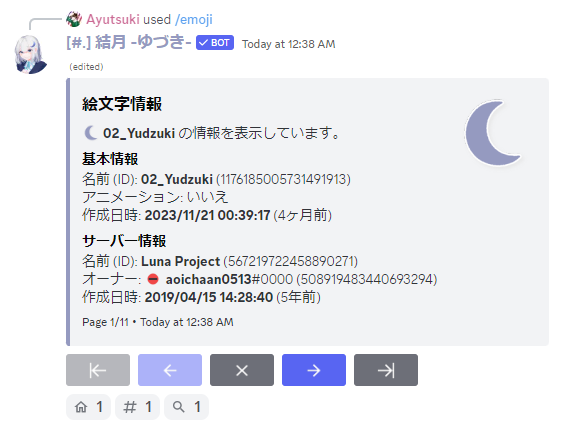 Ayutsuki used /emoji
[#.] 結月 -ゆづき- BOT Today at 12:38 AM
(edited)
絵文字情報
02_Yudzuki の情報を表示しています。
基本情報
名前 (ID): 02_Yudzuki (1176185005731491913)
アニメーション: いいえ
作成日時: 2023/11/21 00:39:17 (4ヶ月前)
サーバー情報
名前 (ID): Luna Project (567219722458890271)
オーナー: aoichaan0513#0000 (508919483440693294)
作成日時: 2019/04/15 14:28:40 (5年前)
Page 1/11 • Today at 12:38 AM
1 1 1